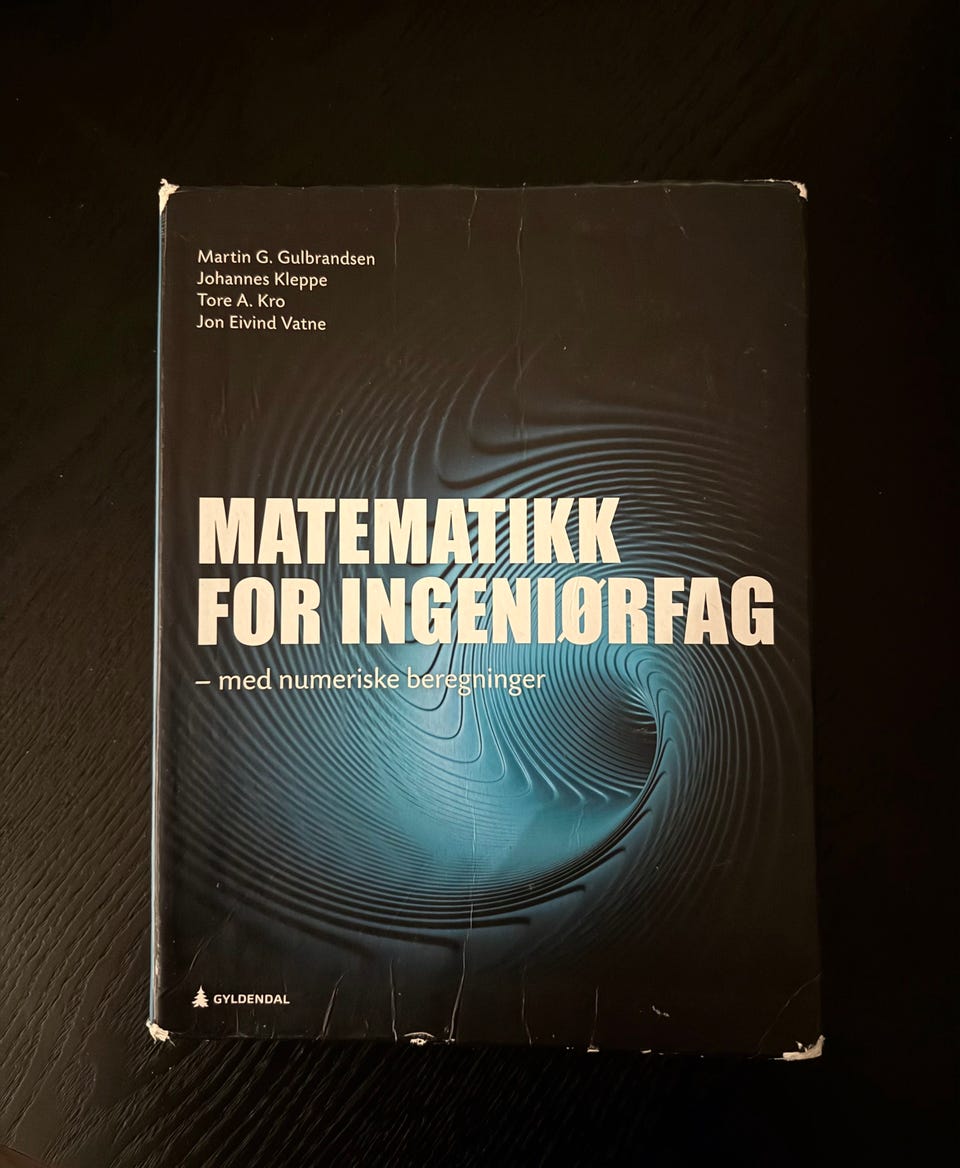 Martin G. Gulbrandsen
Johannes Kleppe
Tore A. Kro
Jon Eivind Vatne
MATEMATIKK
FOR INGENIØRFAG
– med numeriske beregninger
GYLDENDAL